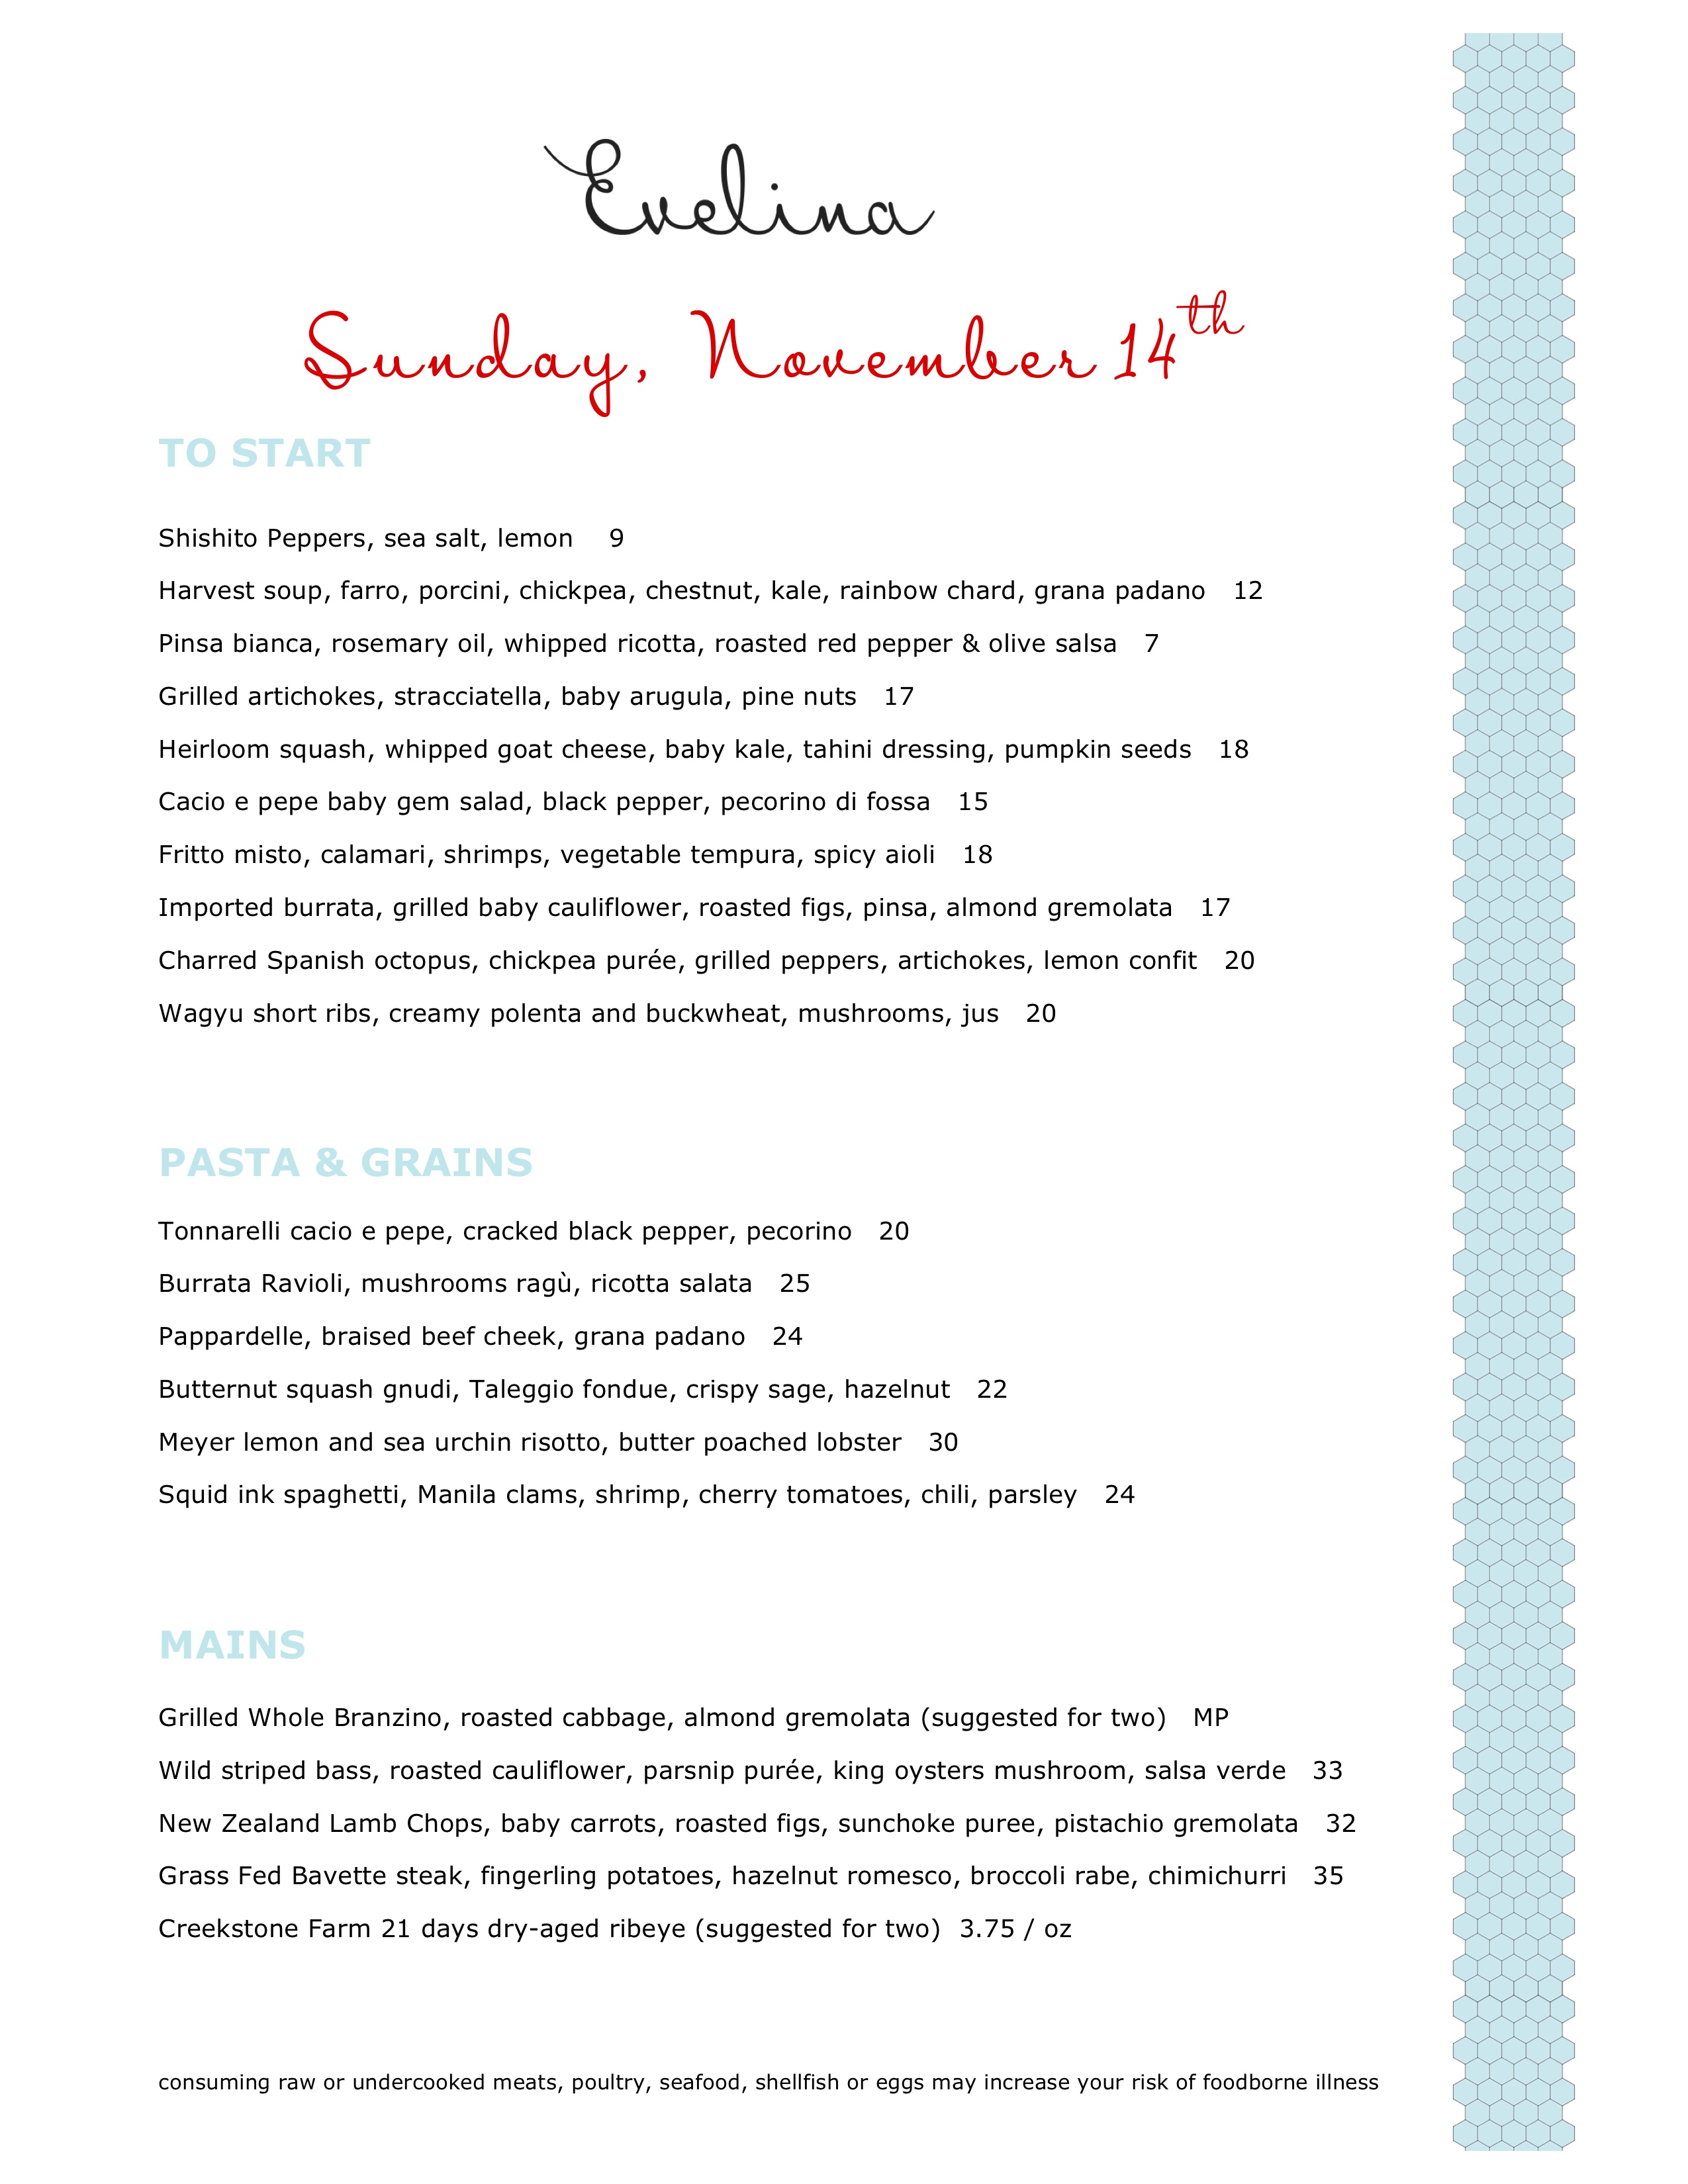 Evelina
Sunday, November 14th
TO START
Shishito Peppers, sea salt, lemon 9
Harvest soup, farro, porcini, chickpea, chestnut, kale, rainbow chard, grana padano 12
Pinsa bianca, rosemary oil, whipped ricotta, roasted red pepper & olive salsa 7
Grilled artichokes, stracciatella, baby arugula, pine nuts 17
Heirloom squash, whipped goat cheese, baby kale, tahini dressing, pumpkin seeds 18
Cacio e pepe baby gem salad, black pepper, pecorino di fossa 15
Fritto misto, calamari, shrimps, vegetable tempura, spicy aioli 18
Imported burrata, grilled baby cauliflower, roasted figs, pinsa, almond gremolata 17
Charred Spanish octopus, chickpea purée, grilled peppers, artichokes, lemon confit 20
Wagyu short ribs, creamy polenta and buckwheat, mushrooms, jus 20
PASTA & GRAINS
Tonnarelli cacio e pepe, cracked black pepper, pecorino 20
Burrata Ravioli, mushrooms ragù, ricotta salata 25
Pappardelle, braised beef cheek, grana padano 24
Butternut squash gnudi, Taleggio fondue, crispy sage, hazelnut 22
Meyer lemon and sea urchin risotto, butter poached lobster 30
Squid ink spaghetti, Manila clams, shrimp, cherry tomatoes, chili, parsley 24
MAINS
Grilled Whole Branzino, roasted cabbage, almond gremolata (suggested for two) MP
Wild striped bass, roasted cauliflower, parsnip purée, king oysters mushroom, salsa verde 33
New Zealand Lamb Chops, baby carrots, roasted figs, sunchoke puree, pistachio gremolata 32
Grass Fed Bavette steak, fingerling potatoes, hazelnut romesco, broccoli rabe, chimichurri 35
Creekstone Farm 21 days dry-aged ribeye (suggested for two) 3.75 / oz
consuming raw or undercooked meats, poultry, seafood, shellfish or eggs may increase your risk of foodborne illness